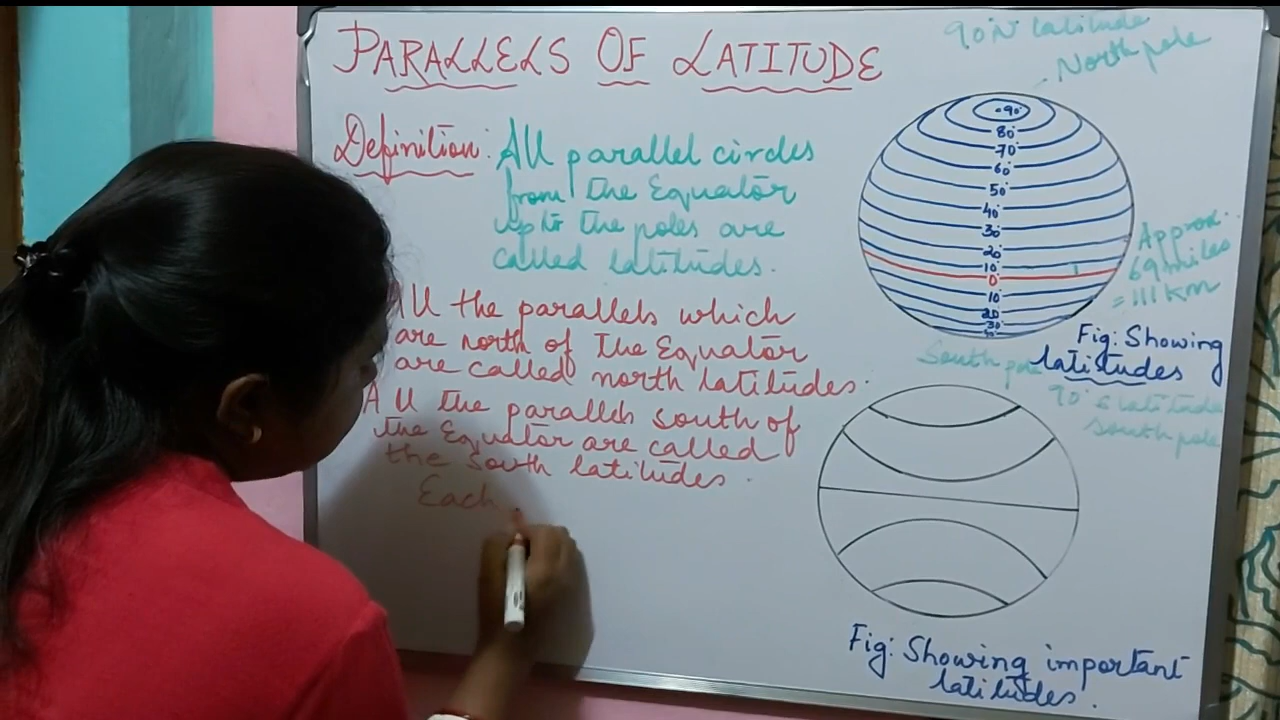 PARALLELS OF LATITUDE
Definition: All parallel circles
from the Equator
upto the poles are
called latitudes.
All the parallels which
are north of the Equator
are called north latitudes.
All the parallels south of
the Equator are called
the south latitudes.
Each
90°N latitude
North pole
90°
80°
70°
60°
50°
40°
30°
20°
10°
0°
10°
20°
30°
Approx.
69 miles
= 111 km
Fig: Showing
latitudes
South pole
90°S latitude
South pole
Fig: Showing important
latitudes.